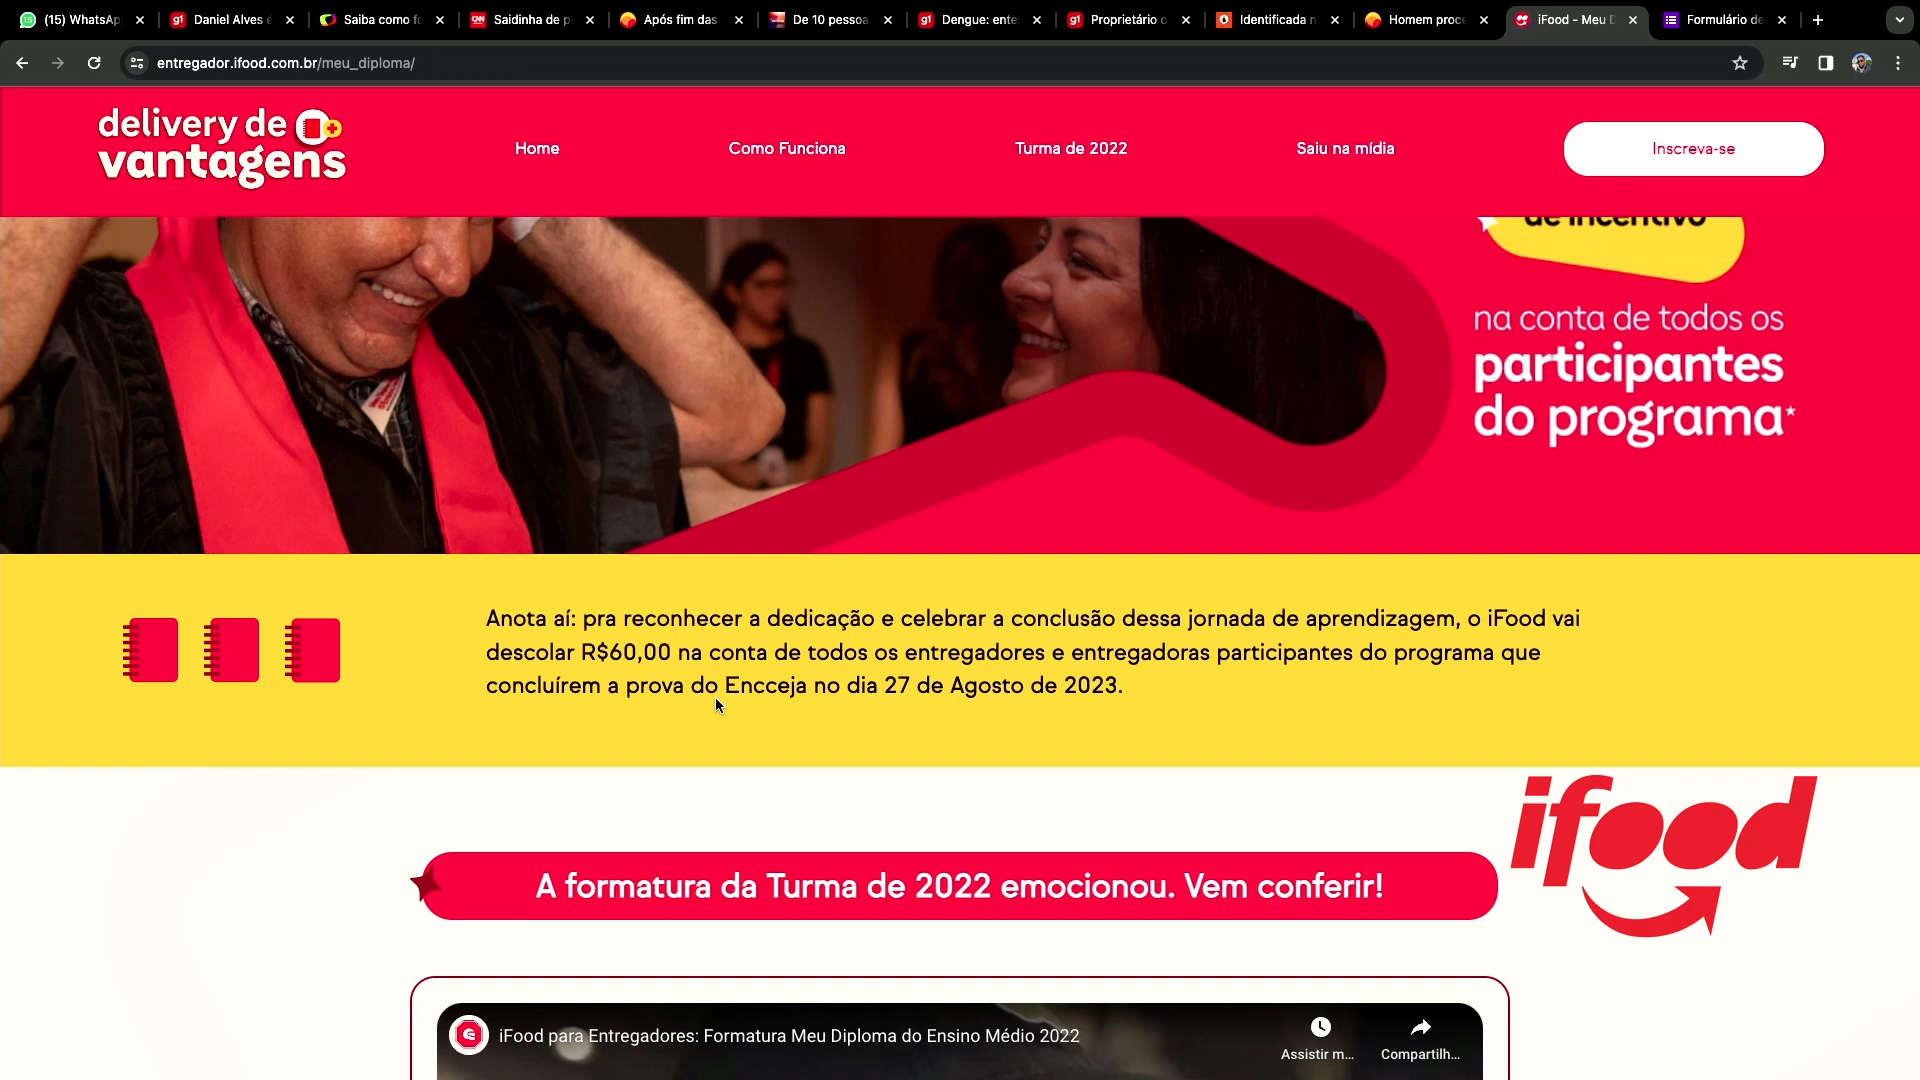 (15) WhatsAp
Daniel Alves é
Saiba como fo
Saidinha de p
Após fim das
De 10 pessoa
Dengue: ente
Proprietário o
Identificada n
Homem proc
iFood - Meu D
Formulário de
entregador.ifood.com.br/meu_diploma/
delivery de
vantagens
Home
Como Funciona
Turma de 2022
Saiu na mídia
Inscreva-se
de incentivo
na conta de todos os
participantes
do programa*
Anota aí: pra reconhecer a dedicação e celebrar a conclusão dessa jornada de aprendizagem, o iFood vai
descolar R$60,00 na conta de todos os entregadores e entregadoras participantes do programa que
concluírem a prova do Encceja no dia 27 de Agosto de 2023.
ifood
A formatura da Turma de 2022 emocionou. Vem conferir!
iFood para Entregadores: Formatura Meu Diploma do Ensino Médio 2022
Assistir m...
Compartilh...